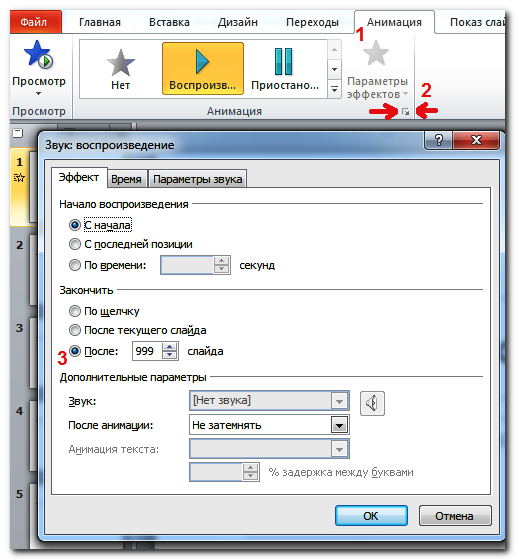 Файл Главная Вставка Дизайн Переходы Анимация Показ слай
1
Просмотр Нет Воспроизв... Приостано... Параметры эффектов
2
Просмотр Анимация
Звук: воспроизведение
Эффект Время Параметры звука
Начало воспроизведения
С начала
С последней позиции
По времени: секунд
Закончить
По щелчку
После текущего слайда
3 После: 999 слайда
Дополнительные параметры
Звук: [Нет звука]
После анимации: Не затемнять
Анимация текста:
% задержка между буквами
OK Отмена
1
2
3
4
5